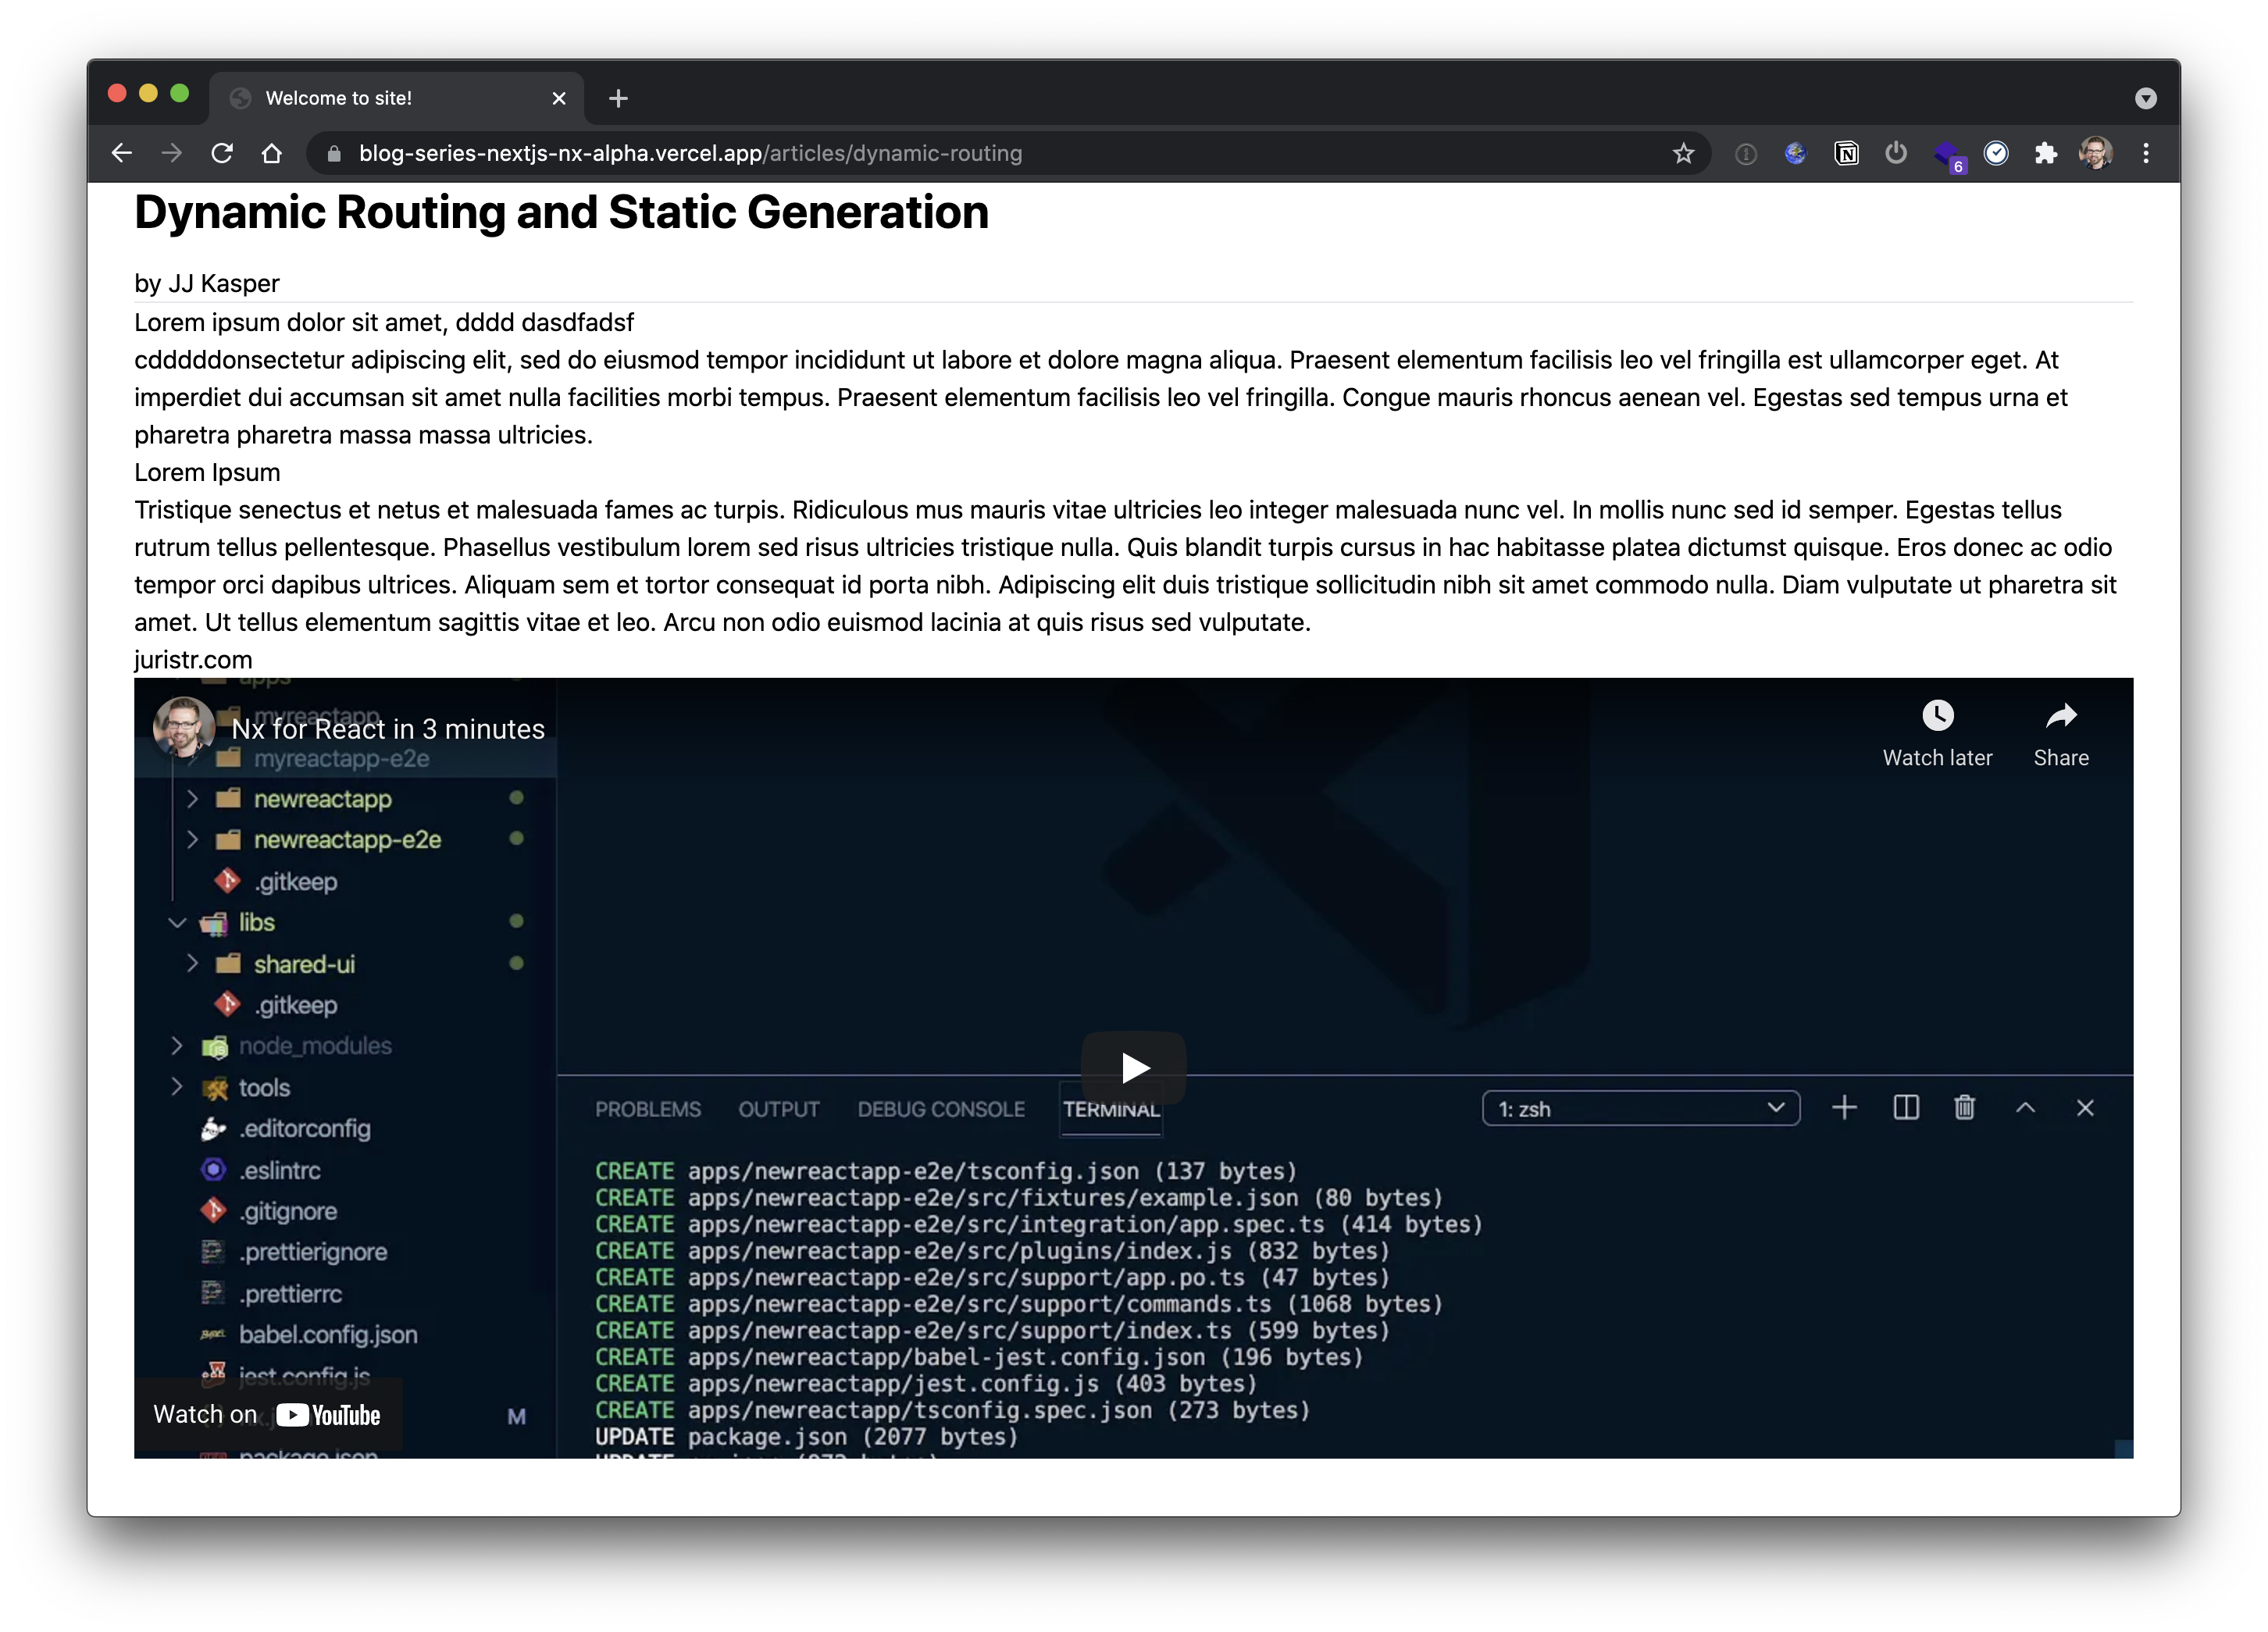 Welcome to site!
blog-series-nextjs-nx-alpha.vercel.app/articles/dynamic-routing
6
Dynamic Routing and Static Generation
by JJ Kasper
Lorem ipsum dolor sit amet, dddd dasdfadsf
cdddddonsectetur adipiscing elit, sed do eiusmod tempor incididunt ut labore et dolore magna aliqua. Praesent elementum facilisis leo vel fringilla est ullamcorper eget. At
imperdiet dui accumsan sit amet nulla facilities morbi tempus. Praesent elementum facilisis leo vel fringilla. Congue mauris rhoncus aenean vel. Egestas sed tempus urna et
pharetra pharetra massa massa ultricies.
Lorem Ipsum
Tristique senectus et netus et malesuada fames ac turpis. Ridiculous mus mauris vitae ultricies leo integer malesuada nunc vel. In mollis nunc sed id semper. Egestas tellus
rutrum tellus pellentesque. Phasellus vestibulum lorem sed risus ultricies tristique nulla. Quis blandit turpis cursus in hac habitasse platea dictumst quisque. Eros donec ac odio
tempor orci dapibus ultrices. Aliquam sem et tortor consequat id porta nibh. Adipiscing elit duis tristique sollicitudin nibh sit amet commodo nulla. Diam vulputate ut pharetra sit
amet. Ut tellus elementum sagittis vitae et leo. Arcu non odio euismod lacinia at quis risus sed vulputate.
juristr.com
apps
myreactapp
Nx for React in 3 minutes
Watch later
Share
myreactapp-e2e
newreactapp
newreactapp-e2e
.gitkeep
libs
shared-ui
.gitkeep
node_modules
tools
.editorconfig
.eslintrc
.gitignore
.prettierignore
.prettierrc
babel.config.json
jest.config.js
Watch on YouTube
M
package.json
PROBLEMS OUTPUT DEBUG CONSOLE TERMINAL 1: zsh
CREATE apps/newreactapp-e2e/tsconfig.json (137 bytes)
CREATE apps/newreactapp-e2e/src/fixtures/example.json (80 bytes)
CREATE apps/newreactapp-e2e/src/integration/app.spec.ts (414 bytes)
CREATE apps/newreactapp-e2e/src/plugins/index.js (832 bytes)
CREATE apps/newreactapp-e2e/src/support/app.po.ts (47 bytes)
CREATE apps/newreactapp-e2e/src/support/commands.ts (1068 bytes)
CREATE apps/newreactapp-e2e/src/support/index.ts (599 bytes)
CREATE apps/newreactapp/babel-jest.config.json (196 bytes)
CREATE apps/newreactapp/jest.config.js (403 bytes)
CREATE apps/newreactapp/tsconfig.spec.json (273 bytes)
UPDATE package.json (2077 bytes)
UPDATE